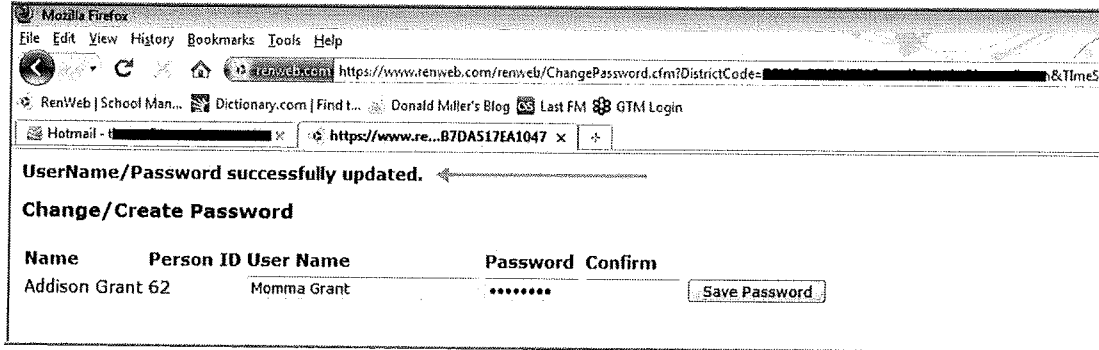 Mozilla Firefox
File Edit View History Bookmarks Tools Help
renweb.com https://www.renweb.com/renweb/ChangePassword.cfm?DistrictCode= &TimeS
RenWeb | School Man... Dictionary.com | Find t... Donald Miller's Blog Last FM GTM Login
Hotmail - t https://www.re...B7DA517EA1047
UserName/Password successfully updated.
Change/Create Password
Name Person ID User Name Password Confirm
Addison Grant 62 Momma Grant •••••••• Save Password